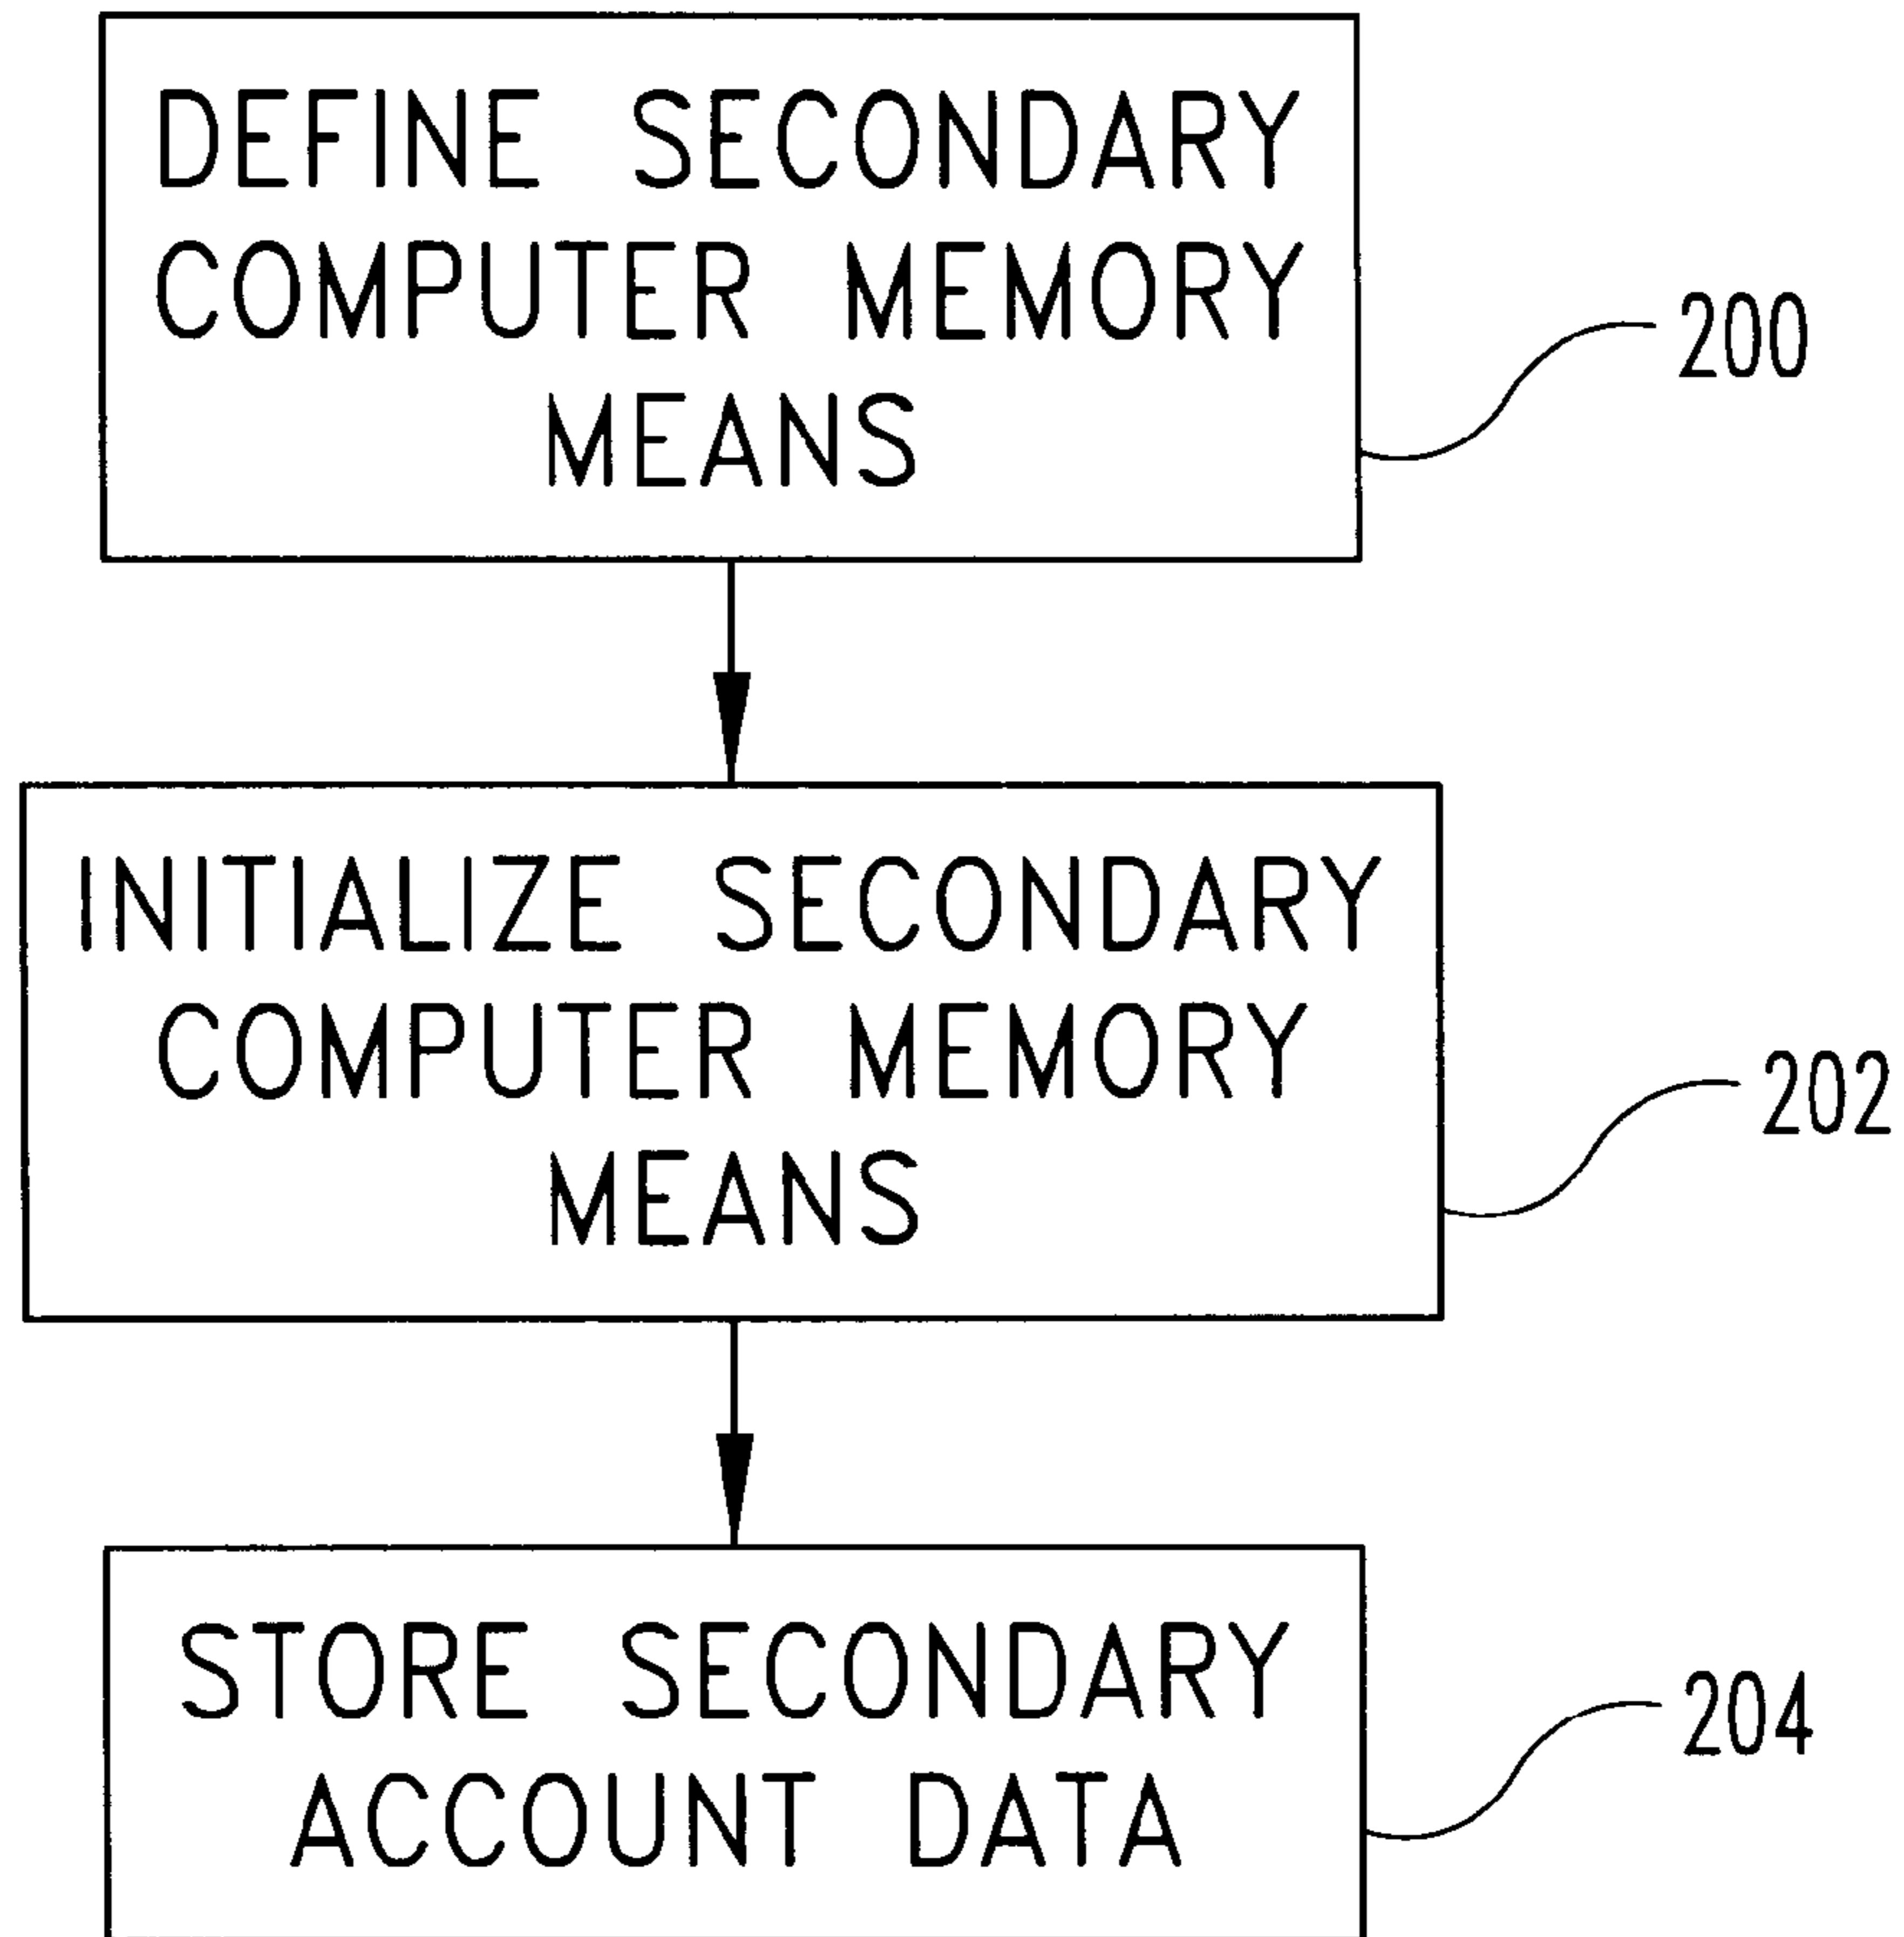 DEFINE SECONDARY
COMPUTER MEMORY
MEANS
200
INITIALIZE SECONDARY
COMPUTER MEMORY
MEANS
202
STORE SECONDARY
ACCOUNT DATA
204